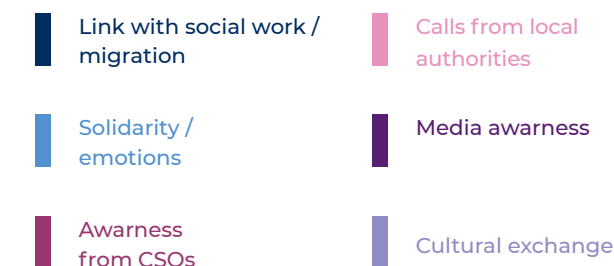 Link with social work /
migration
Calls from local
authorities
Solidarity /
emotions
Media awarness
Awarness
from CSOs
Cultural exchange